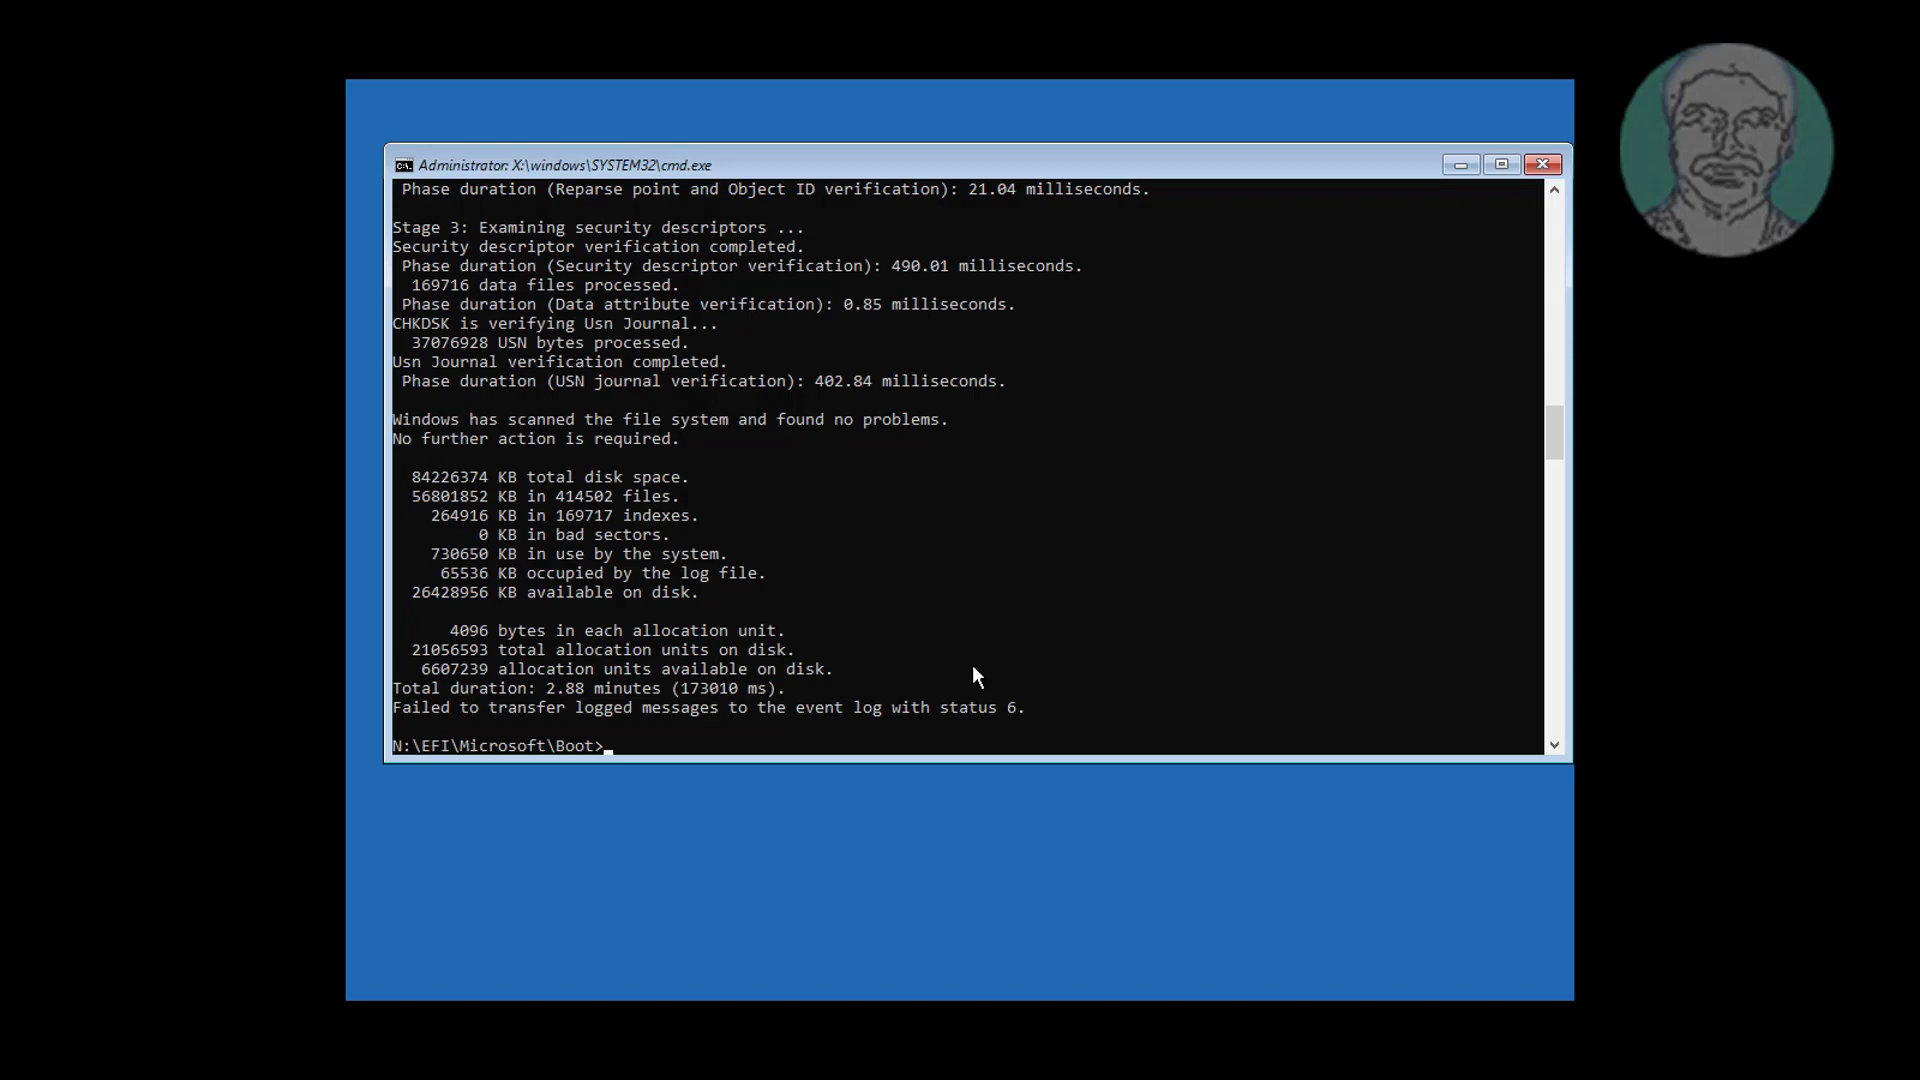 Administrator: X:\windows\SYSTEM32\cmd.exe
Phase duration (Reparse point and Object ID verification): 21.04 milliseconds.
Stage 3: Examining security descriptors ...
Security descriptor verification completed.
Phase duration (Security descriptor verification): 490.01 milliseconds.
169716 data files processed.
Phase duration (Data attribute verification): 0.85 milliseconds.
CHKDSK is verifying Usn Journal...
37076928 USN bytes processed.
Usn Journal verification completed.
Phase duration (USN journal verification): 402.84 milliseconds.
Windows has scanned the file system and found no problems.
No further action is required.
84226374 KB total disk space.
56801852 KB in 414502 files.
264916 KB in 169717 indexes.
0 KB in bad sectors.
730650 KB in use by the system.
65536 KB occupied by the log file.
26428956 KB available on disk.
4096 bytes in each allocation unit.
21056593 total allocation units on disk.
6607239 allocation units available on disk.
Total duration: 2.88 minutes (173010 ms).
Failed to transfer logged messages to the event log with status 6.
N:\EFI\Microsoft\Boot>